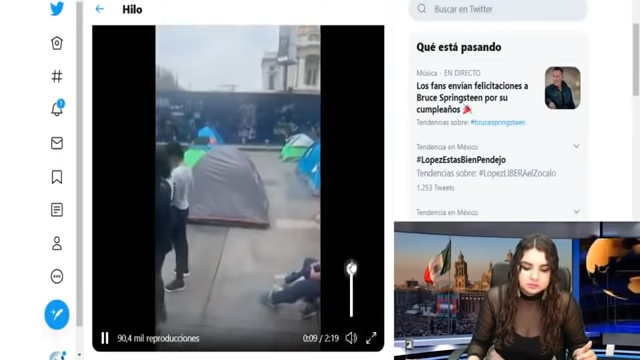 Hilo
90,4 mil reproducciones
0:09 / 2:19
Buscar en Twitter
Qué está pasando
Música - EN DIRECTO
Los fans envían felicitaciones a
Bruce Springsteen por su
cumpleaños
Tendencias sobre: #brucespringsteen
Tendencia en México
#LopezEstasBienPendejo
Tendencias sobre: #LopezLIBERAelZocalo
1.253 Tweets
Tendencia en México